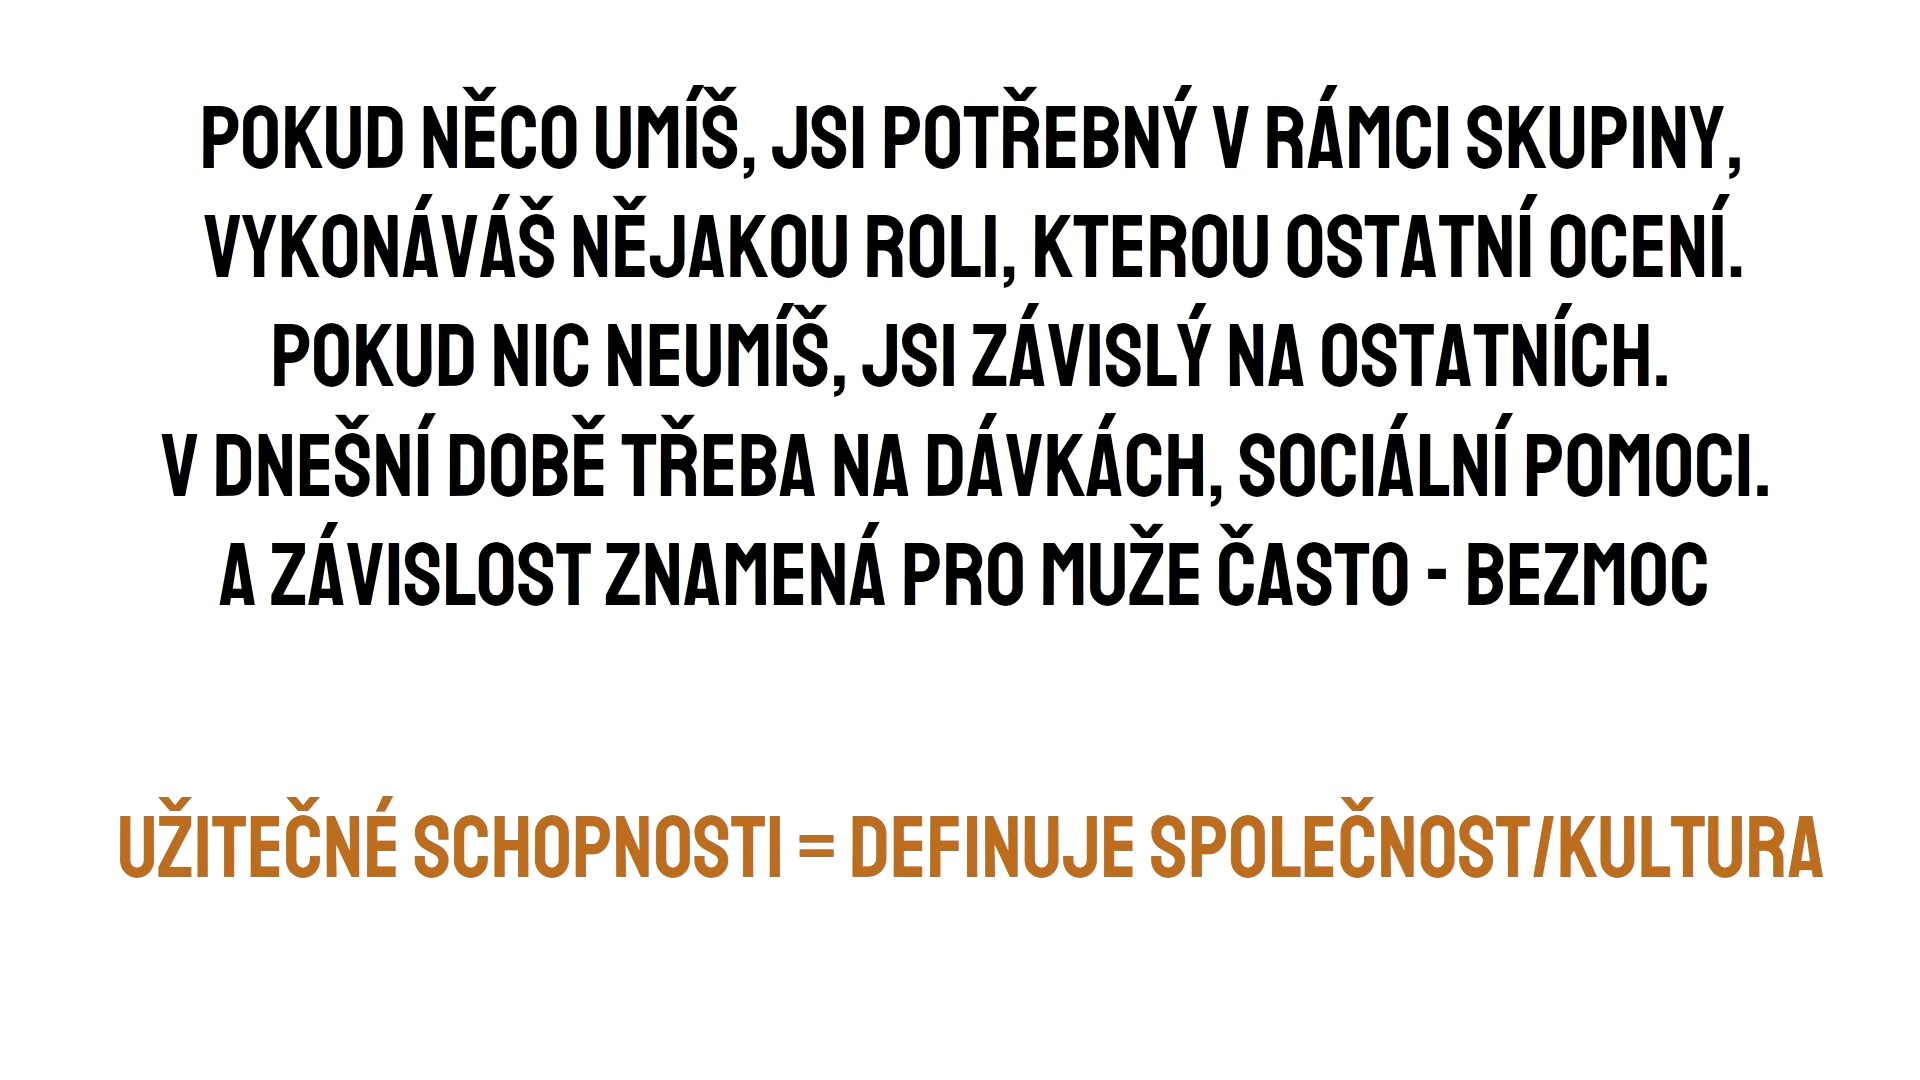 POKUD NĚCO UMÍŠ, JSI POTŘEBNÝ V RÁMCI SKUPINY,
VYKONÁVÁŠ NĚJAKOU ROLI, KTEROU OSTATNÍ OCENÍ.
POKUD NIC NEUMÍŠ, JSI ZÁVISLÝ NA OSTATNÍCH.
V DNEŠNÍ DOBĚ TŘEBA NA DÁVKÁCH, SOCIÁLNÍ POMOCI.
A ZÁVISLOST ZNAMENÁ PRO MUŽE ČASTO - BEZMOC
UŽITEČNÉ SCHOPNOSTI = DEFINUJE SPOLEČNOST/KULTURA